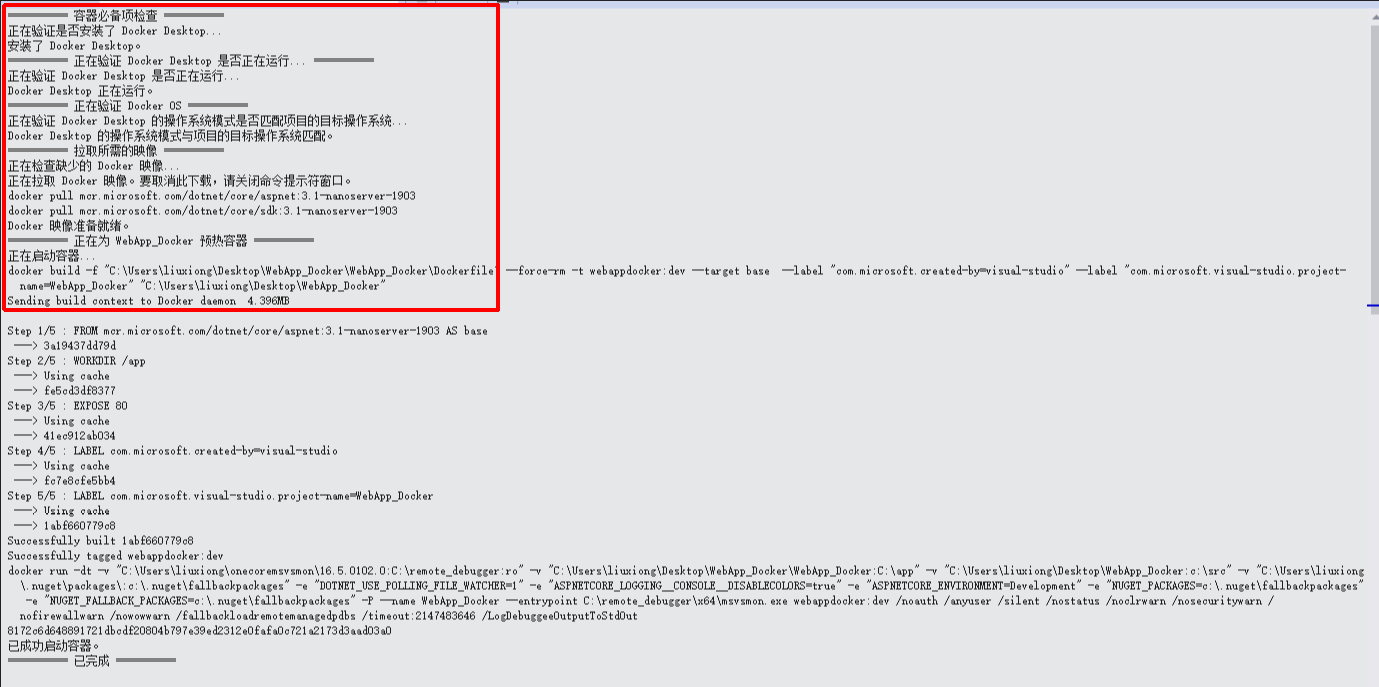 ========== 容器必备项检查 ==========
正在验证是否安装了 Docker Desktop...
安装了 Docker Desktop。
========== 正在验证 Docker Desktop 是否正在运行... ==========
正在验证 Docker Desktop 是否正在运行...
Docker Desktop 正在运行。
========== 正在验证 Docker OS ==========
正在验证 Docker Desktop 的操作系统模式是否匹配项目的目标操作系统...
Docker Desktop 的操作系统模式与项目的目标操作系统匹配。
========== 拉取所需的映像 ==========
正在检查缺少的 Docker 映像...
正在拉取 Docker 映像。要取消此下载，请关闭命令提示符窗口。
docker pull mcr.microsoft.com/dotnet/core/aspnet:3.1-nanoserver-1903
docker pull mcr.microsoft.com/dotnet/core/sdk:3.1-nanoserver-1903
Docker 映像准备就绪。
========== 正在为 WebApp_Docker 预热容器 ==========
正在启动容器...
docker build -f "C:\Users\liuxiong\Desktop\WebApp_Docker\WebApp_Docker\Dockerfile" --force-rm -t webappdocker:dev --target base  --label "com.microsoft.created-by=visual-studio" --label "com.microsoft.visual-studio.project-
name=WebApp_Docker" "C:\Users\liuxiong\Desktop\WebApp_Docker"
Sending build context to Docker daemon  4.396MB
Step 1/5 : FROM mcr.microsoft.com/dotnet/core/aspnet:3.1-nanoserver-1903 AS base
---> 3a19437dd79d
Step 2/5 : WORKDIR /app
---> Using cache
---> fe5cd3df8377
Step 3/5 : EXPOSE 80
---> Using cache
---> 41ec912ab034
Step 4/5 : LABEL com.microsoft.created-by=visual-studio
---> Using cache
---> fc7e8cfe5bb4
Step 5/5 : LABEL com.microsoft.visual-studio.project-name=WebApp_Docker
---> Using cache
---> 1abf660779c8
Successfully built 1abf660779c8
Successfully tagged webappdocker:dev
docker run -dt -v "C:\Users\liuxiong\onecoremsvsmon\16.5.0102.0:C:\remote_debugger:ro" -v "C:\Users\liuxiong\Desktop\WebApp_Docker\WebApp_Docker:C:\app" -v "C:\Users\liuxiong\Desktop\WebApp_Docker:c:\src" -v "C:\Users\liuxiong
\.nuget\packages\:c:\.nuget\fallbackpackages" -e "DOTNET_USE_POLLING_FILE_WATCHER=1" -e "ASPNETCORE_LOGGING__CONSOLE__DISABLECOLORS=true" -e "ASPNETCORE_ENVIRONMENT=Development" -e "NUGET_PACKAGES=c:\.nuget\fallbackpackages"
-e "NUGET_FALLBACK_PACKAGES=c:\.nuget\fallbackpackages" -P --name WebApp_Docker --entrypoint C:\remote_debugger\x64\msvsmon.exe webappdocker:dev /noauth /anyuser /silent /nostatus /noclrwarn /nosecuritywarn /
nofirewallwarn /nowowwarn /fallbackloadremotemanagedpdbs /timeout:2147483646 /LogDebuggeeOutputToStdOut
8172c6d648891721dbcdf20804b797e39ed2312e0fafa0c721a2173d3aad03a0
已成功启动容器。
========== 已完成 ==========